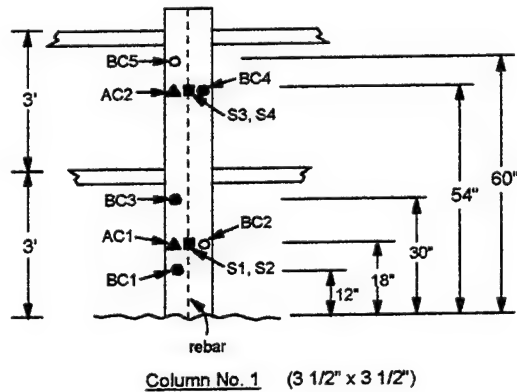 BC5
BC4
AC2
S3, S4
3'
60"
54"
BC3
BC2
30"
AC1
3'
S1, S2
18"
BC1
12"
rebar
Column No. 1 (3 1/2" x 3 1/2")